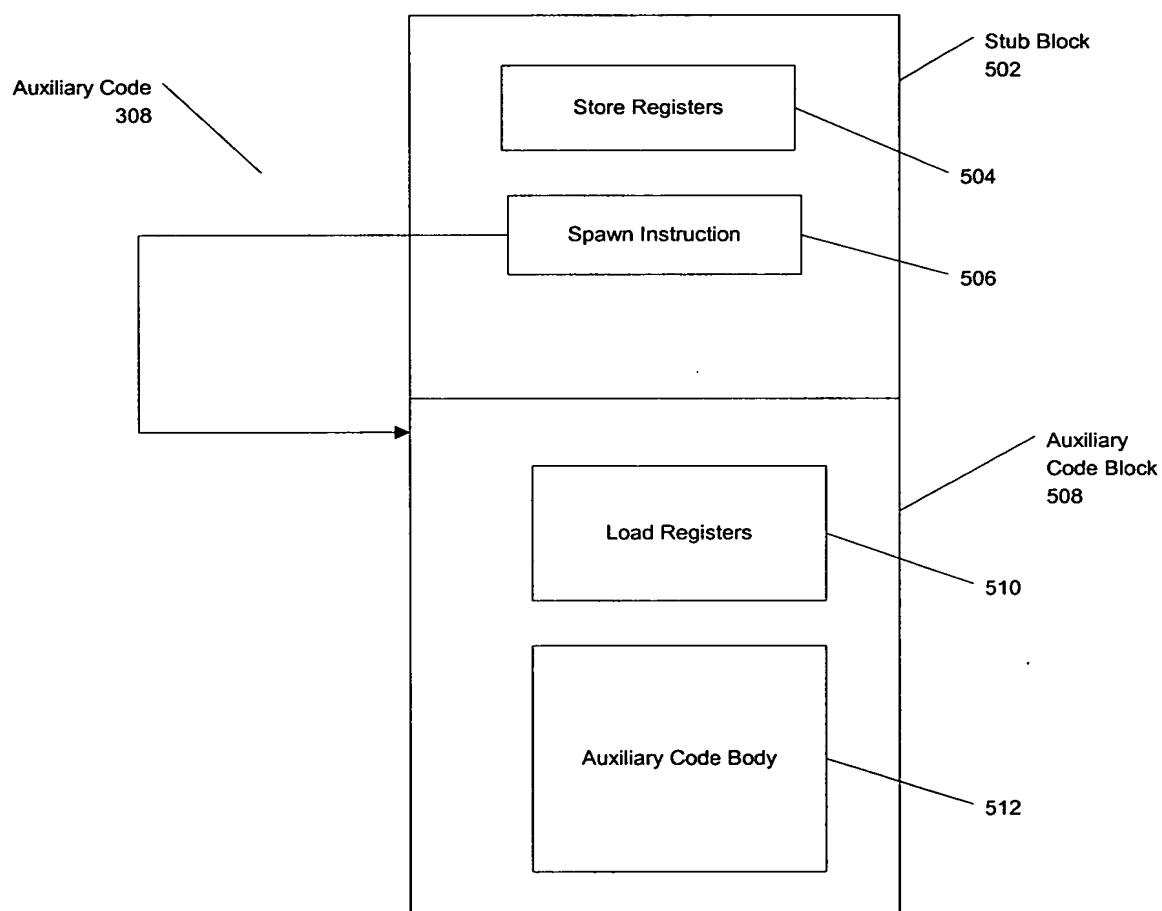 Stub Block
502
Auxiliary Code
308
Store Registers
504
Spawn Instruction
506
Auxiliary
Code Block
508
Load Registers
510
Auxiliary Code Body
512